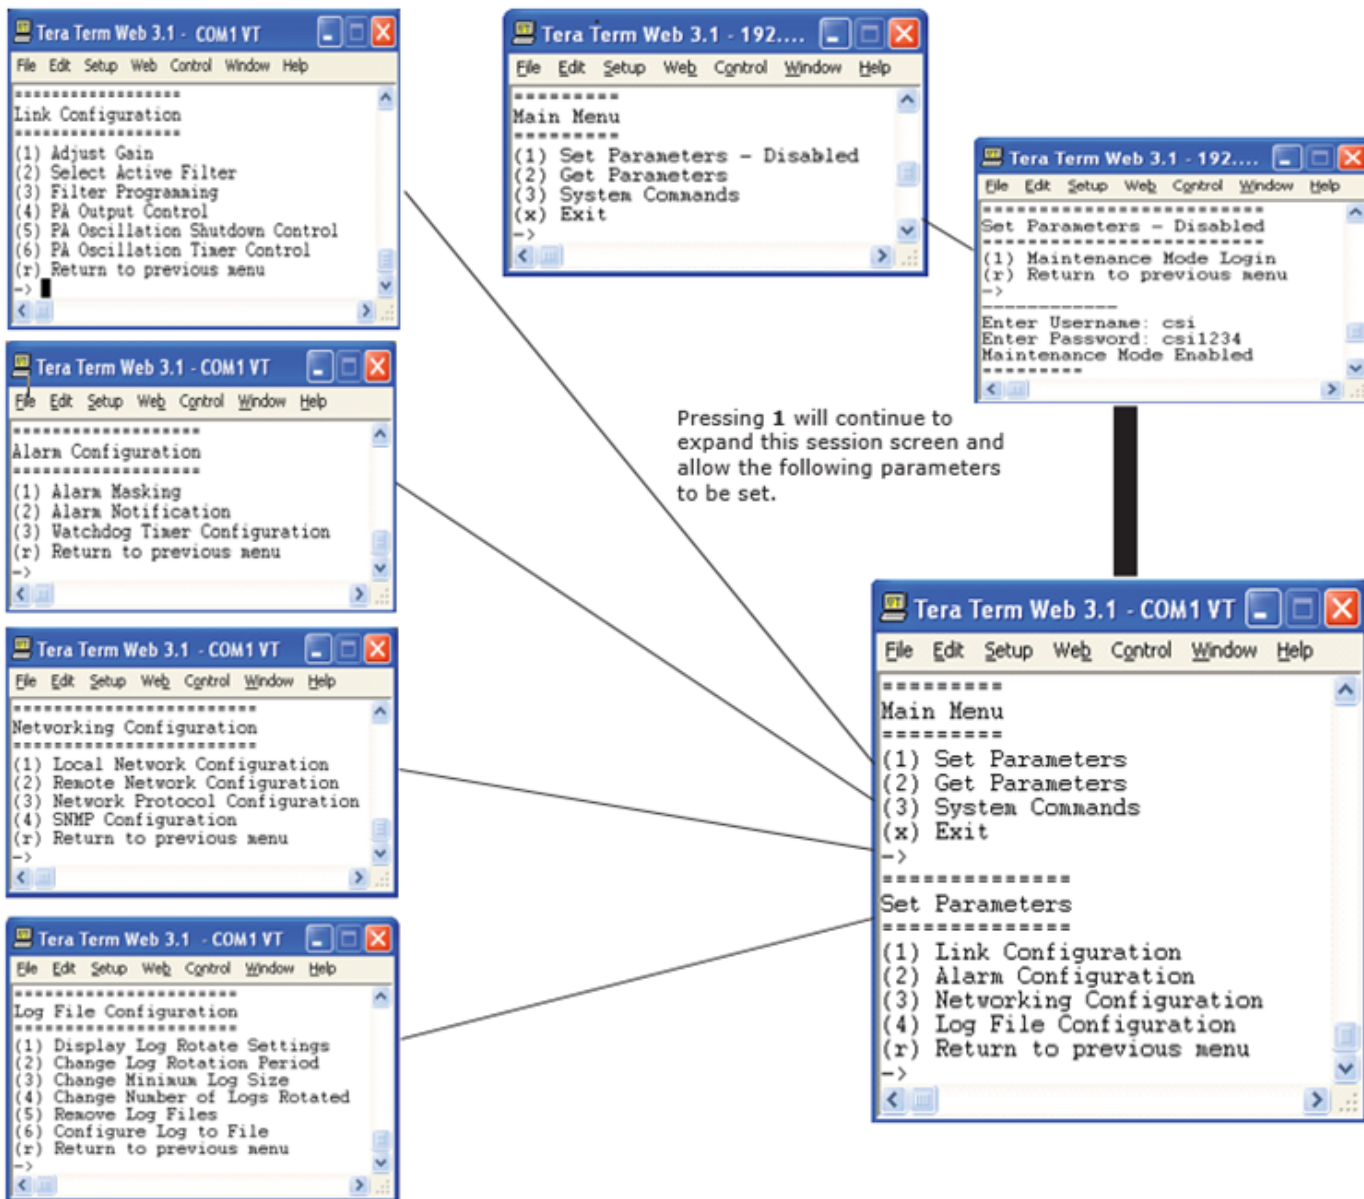 Tera Term Web 3.1 - COM1 VT
File Edit Setup Web Control Window Help
==================
Link Configuration
==================
(1) Adjust Gain
(2) Select Active Filter
(3) Filter Programming
(4) PA Output Control
(5) PA Oscillation Shutdown Control
(6) PA Oscillation Timer Control
(r) Return to previous menu
->
Tera Term Web 3.1 - 192....
File Edit Setup Web Control Window Help
=========
Main Menu
=========
(1) Set Parameters - Disabled
(2) Get Parameters
(3) System Commands
(x) Exit
->
Tera Term Web 3.1 - 192....
File Edit Setup Web Control Window Help
=========================
Set Parameters - Disabled
-------------------------
(1) Maintenance Mode Login
(r) Return to previous menu
->
------------
Enter Username: csi
Enter Password: csi1234
Maintenance Mode Enabled
=========
Tera Term Web 3.1 - COM1 VT
File Edit Setup Web Control Window Help
===================
Alarm Configuration
===================
(1) Alarm Masking
(2) Alarm Notification
(3) Watchdog Timer Configuration
(r) Return to previous menu
->
Pressing 1 will continue to
expand this session screen and
allow the following parameters
to be set.
Tera Term Web 3.1 - COM1 VT
File Edit Setup Web Control Window Help
========================
Networking Configuration
========================
(1) Local Network Configuration
(2) Remote Network Configuration
(3) Network Protocol Configuration
(4) SNMP Configuration
(r) Return to previous menu
->
Tera Term Web 3.1 - COM1 VT
File Edit Setup Web Control Window Help
======================
Log File Configuration
======================
(1) Display Log Rotate Settings
(2) Change Log Rotation Period
(3) Change Minimum Log Size
(4) Change Number of Logs Rotated
(5) Remove Log Files
(6) Configure Log to File
(r) Return to previous menu
->
Tera Term Web 3.1 - COM1 VT
File Edit Setup Web Control Window Help
=========
Main Menu
=========
(1) Set Parameters
(2) Get Parameters
(3) System Commands
(x) Exit
->
==============
Set Parameters
==============
(1) Link Configuration
(2) Alarm Configuration
(3) Networking Configuration
(4) Log File Configuration
(r) Return to previous menu
->